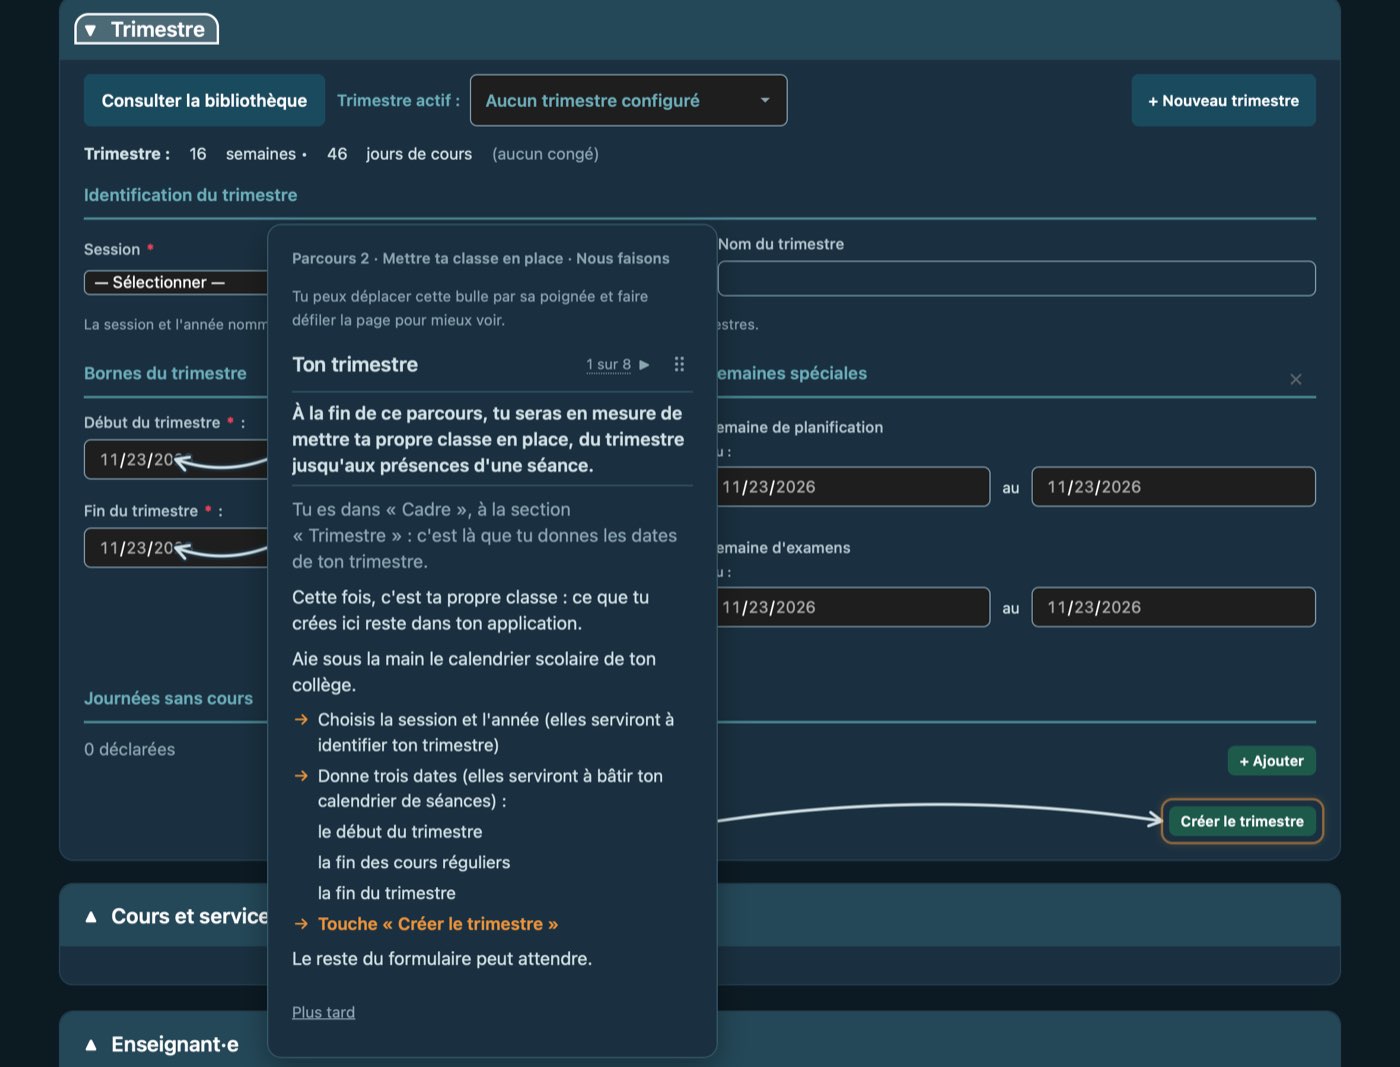 ▼ Trimestre
Consulter la bibliothèque
Trimestre actif :
Aucun trimestre configuré
+ Nouveau trimestre
Trimestre : 16 semaines • 46 jours de cours (aucun congé)
Identification du trimestre
Session *
— Sélectionner —
La session et l'année
Nom du trimestre
Bornes du trimestre
Début du trimestre * :
11/23/20
Fin du trimestre * :
11/23/20
Parcours 2 · Mettre ta classe en place · Nous faisons
Tu peux déplacer cette bulle par sa poignée et faire
défiler la page pour mieux voir.
Ton trimestre
1 sur 8 ▶
À la fin de ce parcours, tu seras en mesure de
mettre ta propre classe en place, du trimestre
jusqu'aux présences d'une séance.
Tu es dans « Cadre », à la section
« Trimestre » : c'est là que tu donnes les dates
de ton trimestre.
Cette fois, c'est ta propre classe : ce que tu
crées ici reste dans ton application.
Aie sous la main le calendrier scolaire de ton
collège.
→ Choisis la session et l'année (elles serviront à
identifier ton trimestre)
→ Donne trois dates (elles serviront à bâtir ton
calendrier de séances) :
le début du trimestre
la fin des cours réguliers
la fin du trimestre
→ Touche « Créer le trimestre »
Le reste du formulaire peut attendre.
Plus tard
emaines spéciales
×
emaine de planification
u :
11/23/2026 au 11/23/2026
emaine d'examens
u :
11/23/2026 au 11/23/2026
Journées sans cours
0 déclarées
+ Ajouter
Créer le trimestre
▲ Cours et service
▲ Enseignant·e